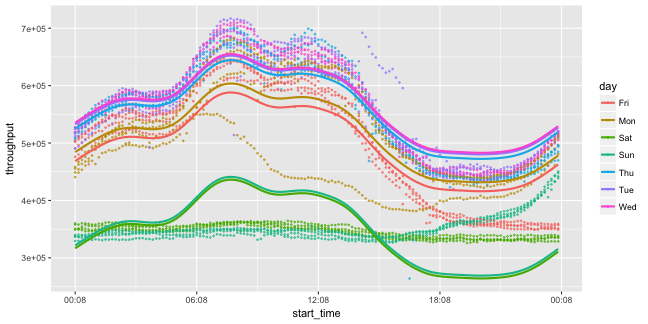 7e+05
6e+05
5e+05
4e+05
3e+05
throughput
00:08 06:08 12:08 18:08 00:08
start_time
day
Fri
Mon
Sat
Sun
Thu
Tue
Wed